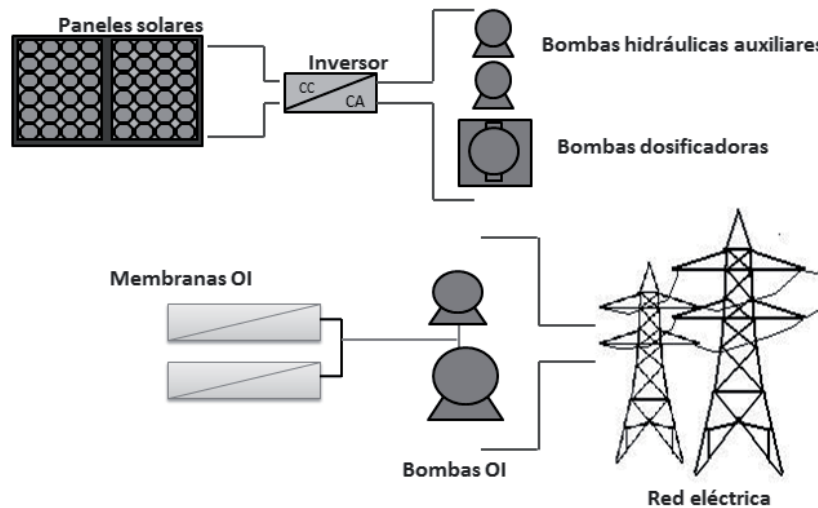 Paneles solares
Inversor
CC
CA
Bombas hidráulicas auxiliares
Bombas dosificadoras
Membranas OI
Bombas OI
Red eléctrica